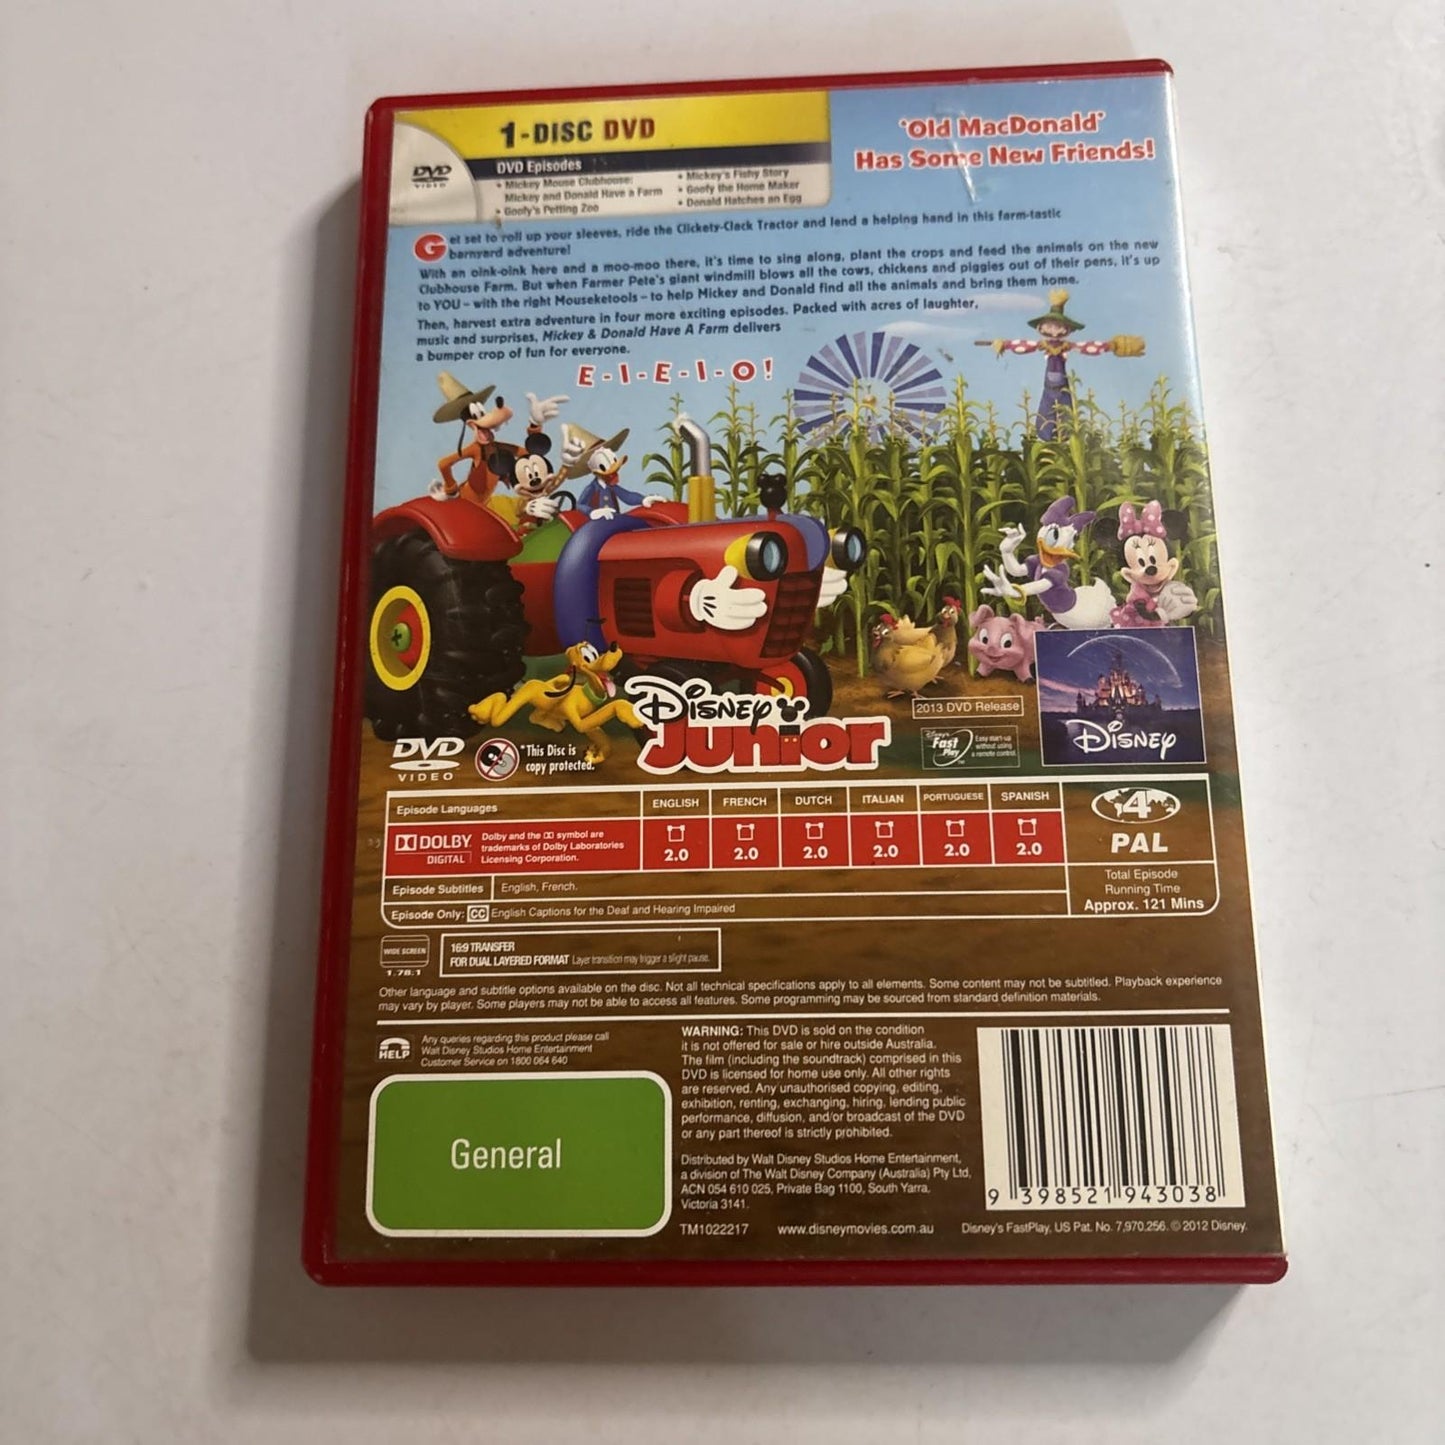 1-DISC DVD
DVD
VIDEO
DVD Episodes
• Mickey Mouse Clubhouse:
Mickey and Donald Have a Farm
• Goofy's Petting Zoo
• Mickey's Fishy Story
• Goofy the Home Maker
• Donald Hatches an Egg
'Old MacDonald'
Has Some New Friends!
Get set to roll up your sleeves, ride the Clickety-Clack Tractor and lend a helping hand in this farm-tastic
barnyard adventure!
With an oink-oink here and a moo-moo there, it's time to sing along, plant the crops and feed the animals on the new
Clubhouse Farm. But when Farmer Pete's giant windmill blows all the cows, chickens and piggies out of their pens, it's up
to YOU – with the right Mouseketools – to help Mickey and Donald find all the animals and bring them home.
Then, harvest extra adventure in four more exciting episodes. Packed with acres of laughter,
music and surprises, Mickey & Donald Have A Farm delivers
a bumper crop of fun for everyone.
E-I-E-I-O!
Disney
Junior
2013 DVD Release
Disney's
Fast
Play
TM
Easy start-up
without using
a remote control.
Disney
DVD
VIDEO
"This Disc is
copy protected."
Episode Languages
ENGLISH FRENCH DUTCH ITALIAN PORTUGUESE SPANISH
DOLBY
DIGITAL
Dolby and the DD symbol are
trademarks of Dolby Laboratories
Licensing Corporation.
2.0 2.0 2.0 2.0 2.0 2.0
4
PAL
Episode Subtitles English, French.
Episode Only: CC English Captions for the Deaf and Hearing Impaired
Total Episode
Running Time
Approx. 121 Mins
WIDE SCREEN
1.78:1
16:9 TRANSFER
FOR DUAL LAYERED FORMAT Layer transition may trigger a slight pause.
Other language and subtitle options available on the disc. Not all technical specifications apply to all elements. Some content may not be subtitled. Playback experience
may vary by player. Some players may not be able to access all features. Some programming may be sourced from standard definition materials.
HELP
Any queries regarding this product please call
Walt Disney Studios Home Entertainment
Customer Service on 1800 064 640
General
WARNING: This DVD is sold on the condition
it is not offered for sale or hire outside Australia.
The film (including the soundtrack) comprised in this
DVD is licensed for home use only. All other rights
are reserved. Any unauthorised copying, editing,
exhibition, renting, exchanging, hiring, lending public
performance, diffusion, and/or broadcast of the DVD
or any part thereof is strictly prohibited.
Distributed by Walt Disney Studios Home Entertainment,
a division of The Walt Disney Company (Australia) Pty Ltd,
ACN 054 610 025, Private Bag 1100, South Yarra,
Victoria 3141.
9 398521 943038
TM1022217 www.disneymovies.com.au Disney's FastPlay, US Pat. No. 7,970,256. © 2012 Disney.